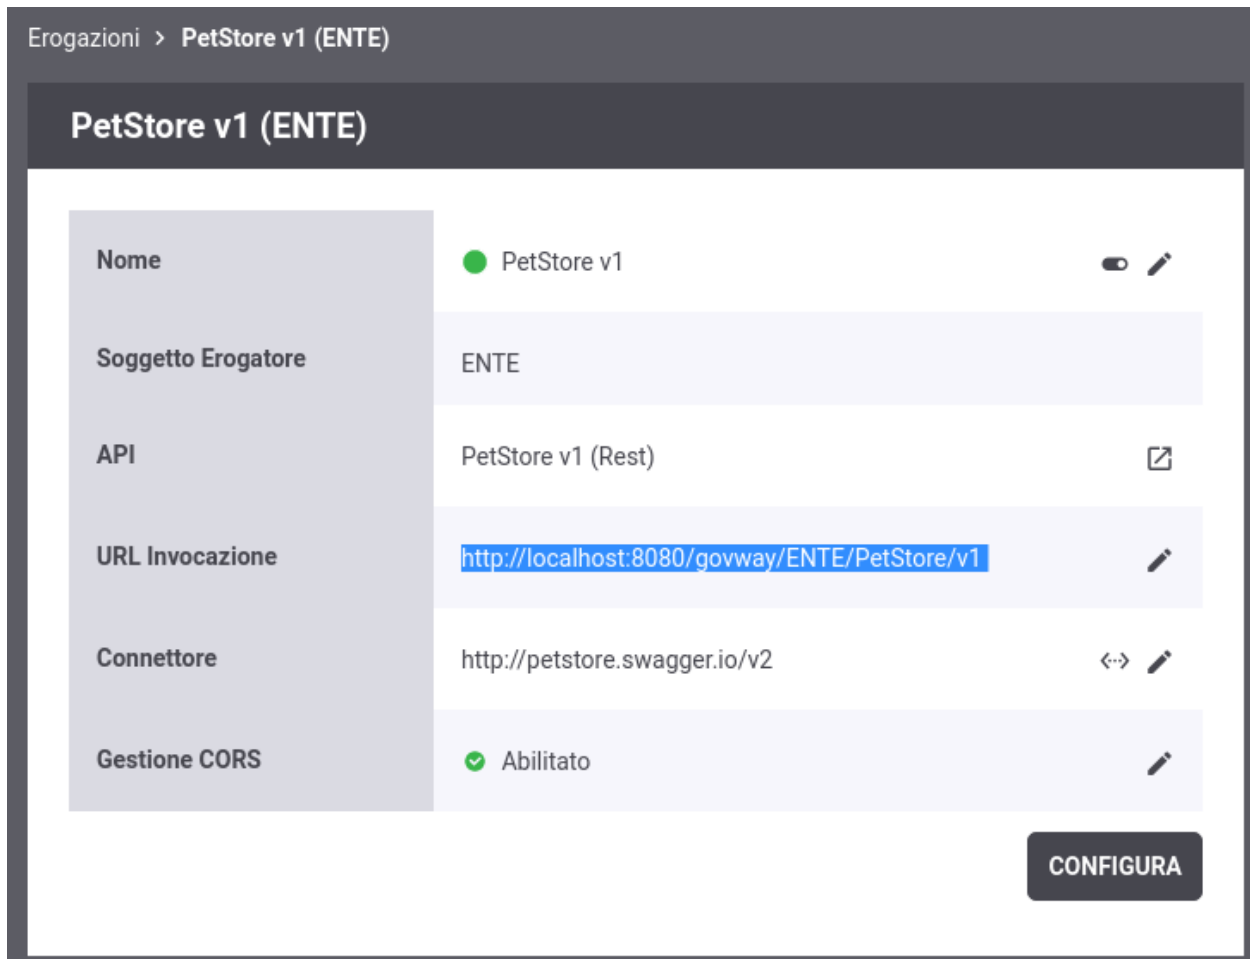 Erogazioni > PetStore v1 (ENTE)
PetStore v1 (ENTE)
Nome PetStore v1
Soggetto Erogatore ENTE
API PetStore v1 (Rest)
URL Invocazione http://localhost:8080/govway/ENTE/PetStore/v1
Connettore http://petstore.swagger.io/v2
Gestione CORS Abilitato
CONFIGURA